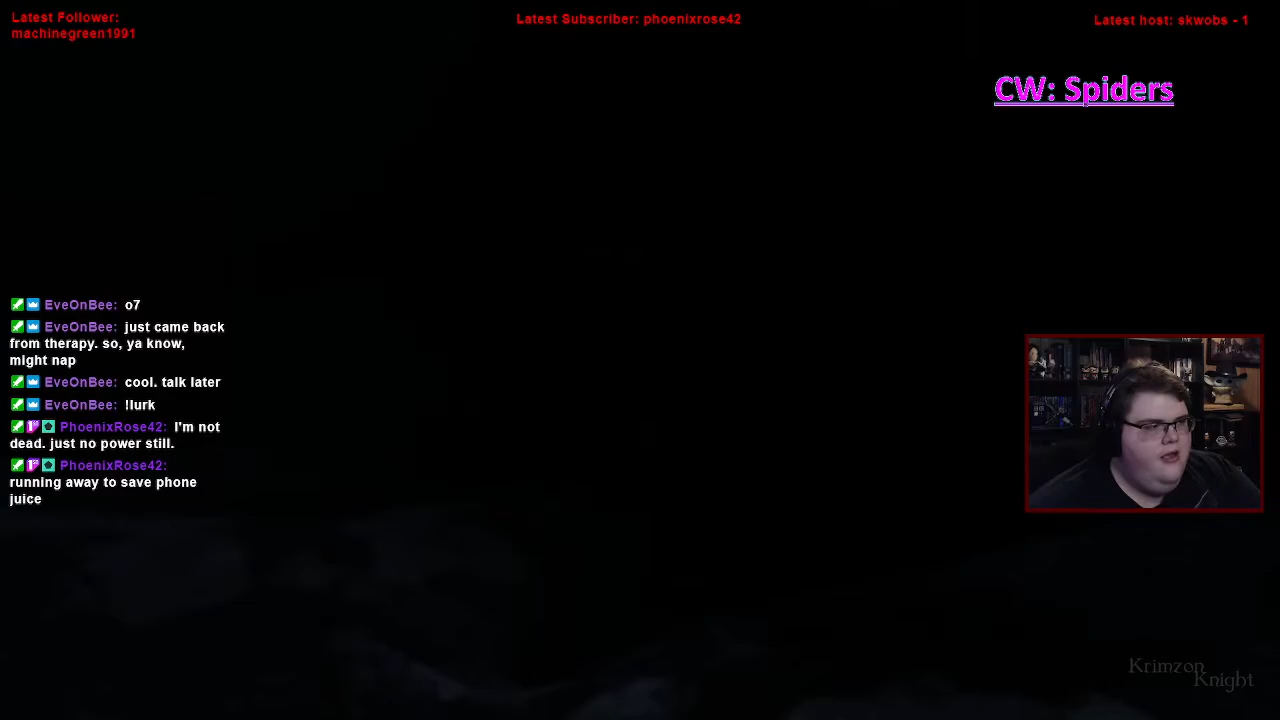 Latest Follower:
machinegreen1991
Latest Subscriber: phoenixrose42
Latest host: skwobs - 1
CW: Spiders
EveOnBee: o7
EveOnBee: just came back
from therapy. so, ya know,
might nap
EveOnBee: cool. talk later
EveOnBee: !lurk
PhoenixRose42: I'm not
dead. just no power still.
PhoenixRose42:
running away to save phone
juice
Krimzon
Knight